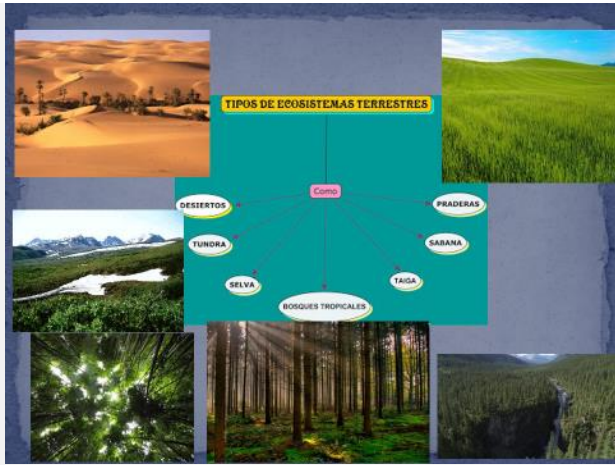 TIPOS DE ECOSISTEMAS TERRESTRES
Como
DESIERTOS
PRADERAS
TUNDRA
SABANA
SELVA
TAIGA
BOSQUES TROPICALES